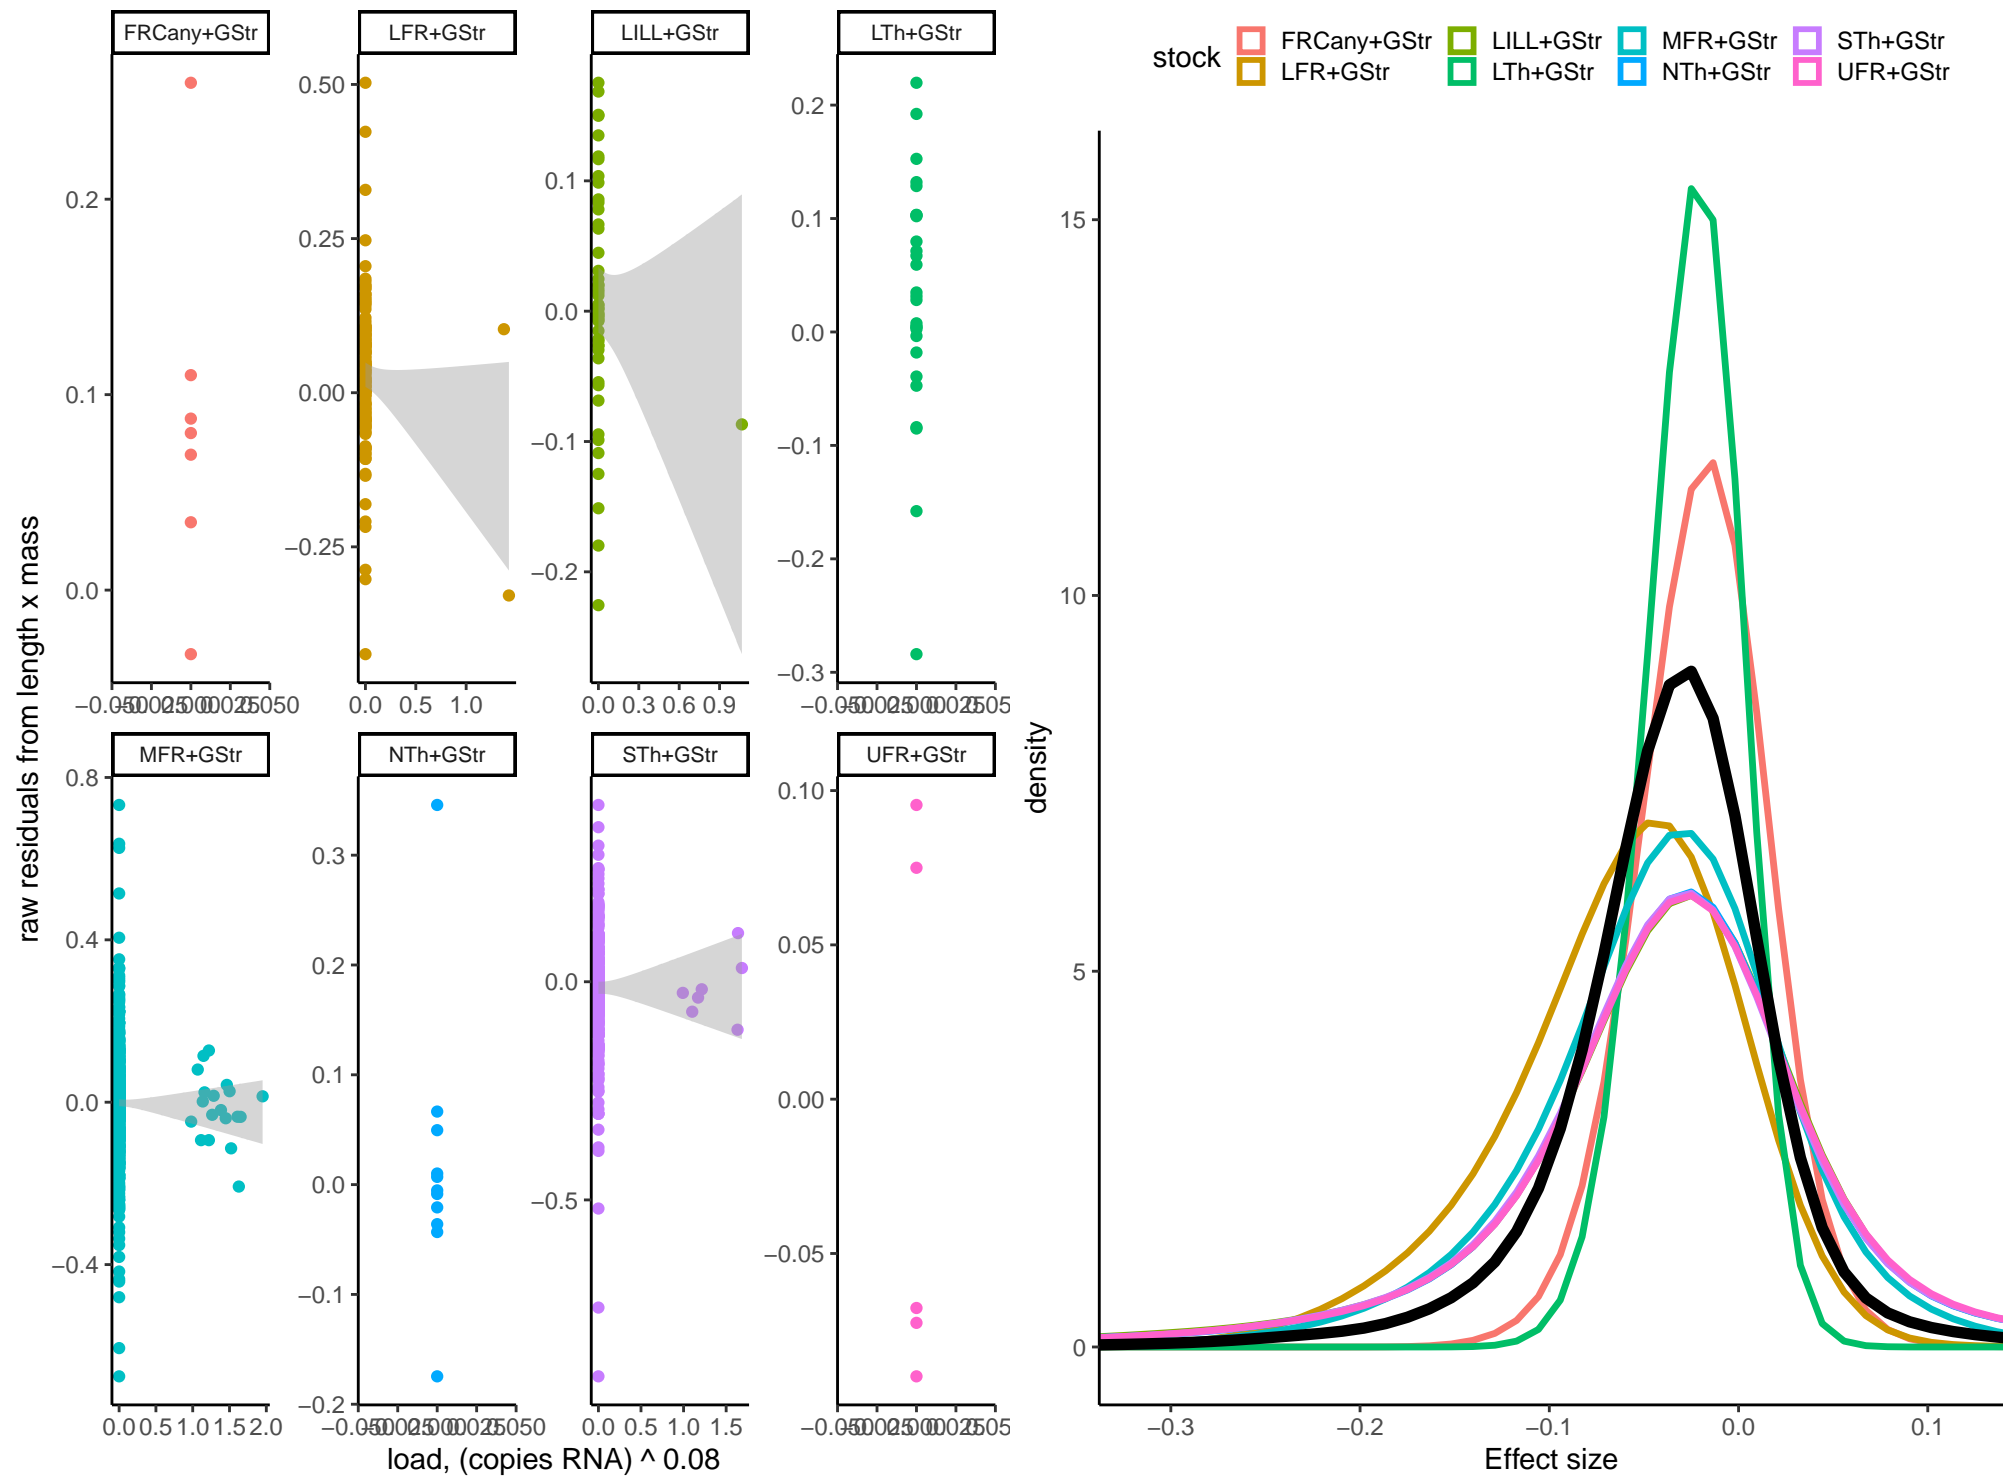 FRCany+GStr
LFR+GStr
LILL+GStr
LTh+GStr
stock
FRCany+GStr
LILL+GStr
MFR+GStr
STh+GStr
LFR+GStr
LTh+GStr
NTh+GStr
UFR+GStr
raw residuals from length x mass
0.2
0.1
0.0
0.50
0.25
0.00
−0.25
0.0 0.5 1.0
0.1
0.0
−0.1
−0.2
0.0 0.3 0.6 0.9
0.2
0.1
0.0
−0.1
−0.2
−0.3
MFR+GStr
NTh+GStr
STh+GStr
UFR+GStr
0.8
0.4
0.0
−0.4
0.0 0.5 1.0 1.5 2.0
0.3
0.2
0.1
0.0
−0.1
−0.2
0.0
−0.5
0.0 0.5 1.0 1.5
0.10
0.05
0.00
−0.05
load, (copies RNA) ^ 0.08
density
15
10
5
0
−0.3 −0.2 −0.1 0.0 0.1
Effect size